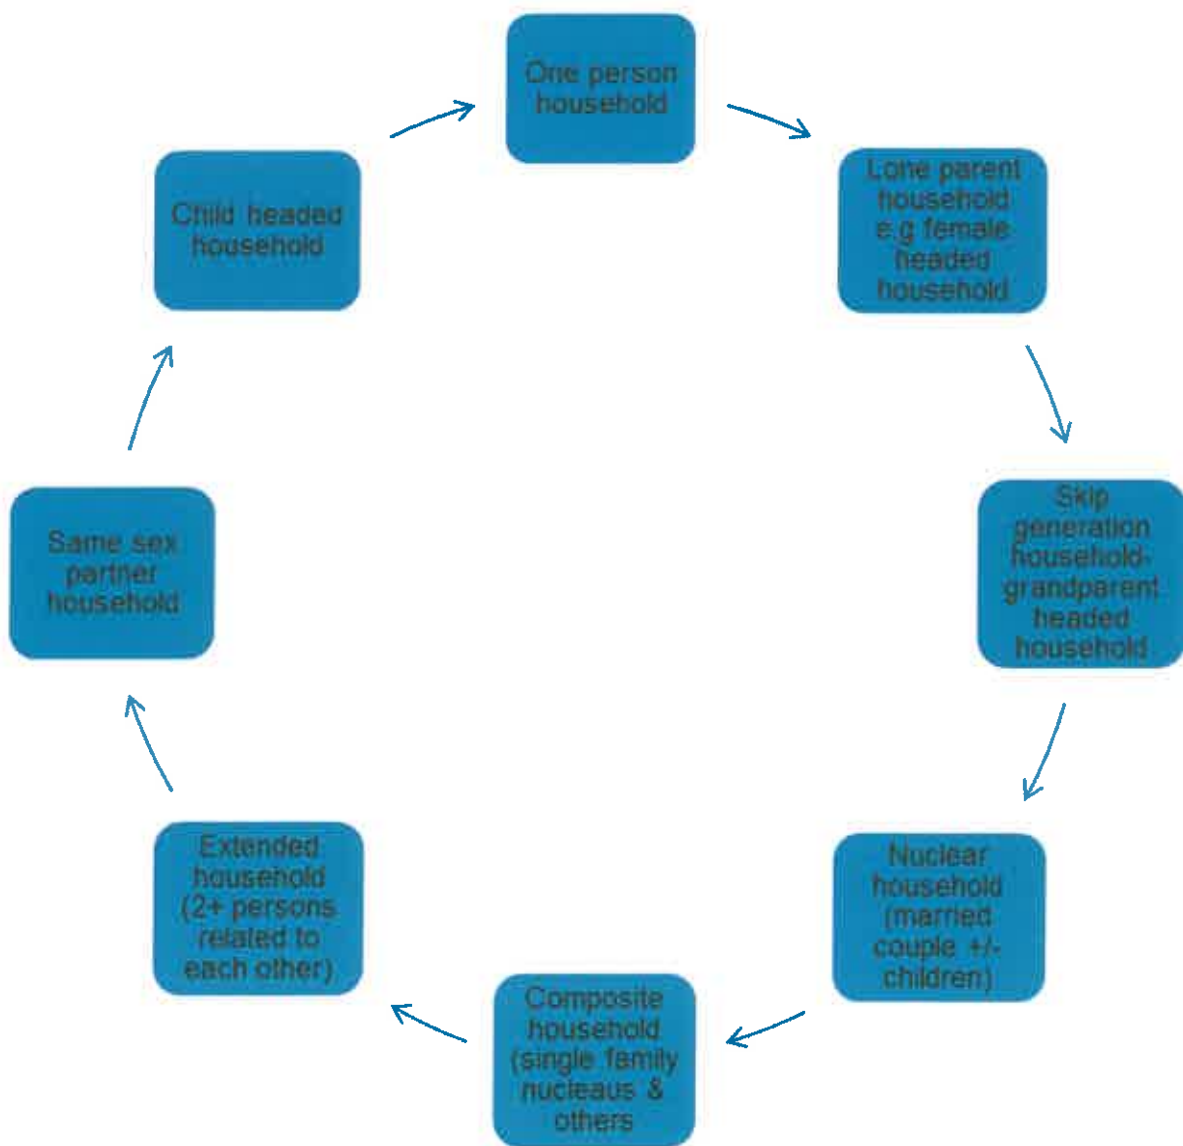 One person
household
Lone parent
household
e.g female
headed
household
Skip
generation
household-
grandparent
headed
household
Nuclear
household
(married
couple +/-
children)
Composite
household
(single family
nucleaus &
others
Extended
household
(2+ persons
related to
each other)
Same sex
partner
household
Child headed
household